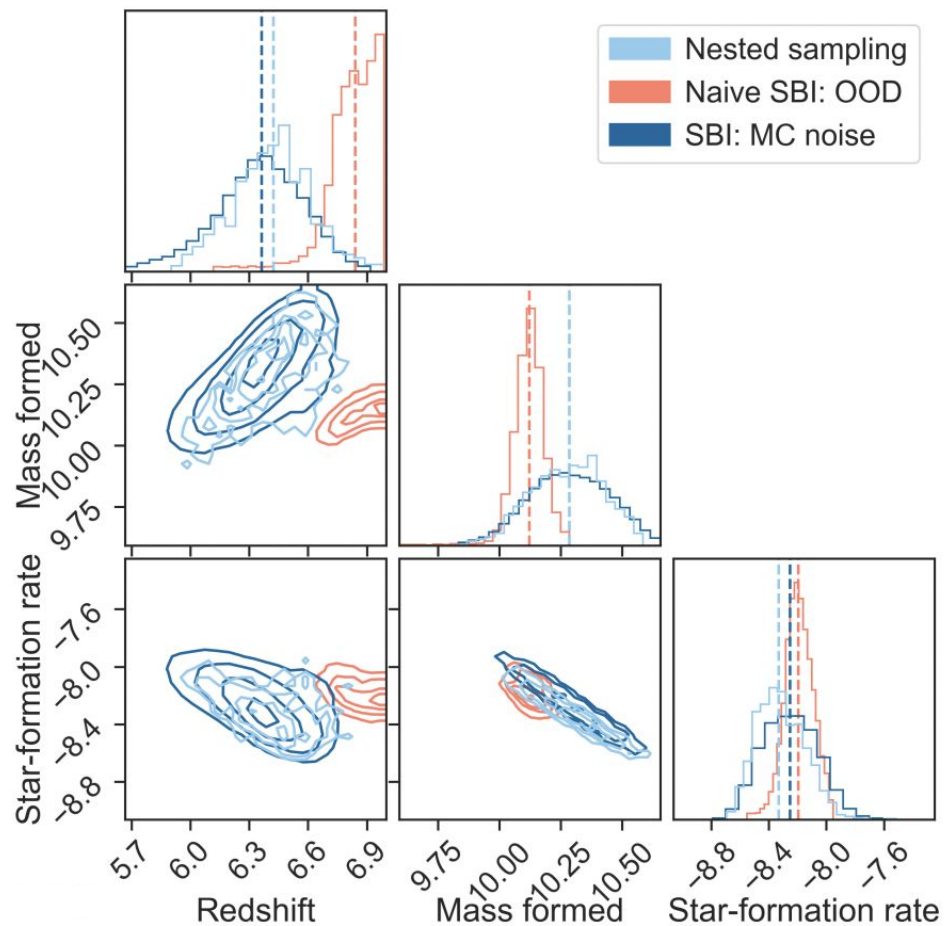 Nested sampling
Naive SBI: OOD
SBI: MC noise
Mass formed
10.50
10.25
10.00
9.75
Star-formation rate
−7.6
−8.0
−8.4
−8.8
5.7 6.0 6.3 6.6 6.9
9.75 10.00 10.25 10.50
−8.8 −8.4 −8.0 −7.6
Redshift Mass formed Star-formation rate